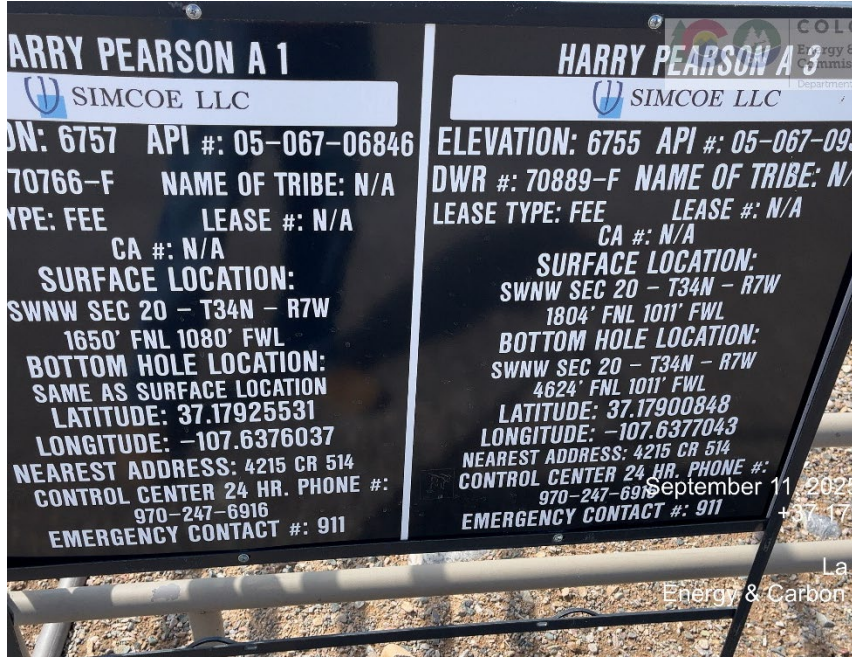 ARRY PEARSON A 1
SIMCOE LLC
ON: 6757 API #: 05-067-06846
70766-F NAME OF TRIBE: N/A
YPE: FEE LEASE #: N/A
CA #: N/A
SURFACE LOCATION:
SWNW SEC 20 - T34N - R7W
1650' FNL 1080' FWL
BOTTOM HOLE LOCATION:
SAME AS SURFACE LOCATION
LATITUDE: 37.17925531
LONGITUDE: -107.6376037
NEAREST ADDRESS: 4215 CR 514
CONTROL CENTER 24 HR. PHONE #:
970-247-6916
EMERGENCY CONTACT #: 911
HARRY PEARSON A
SIMCOE LLC
ELEVATION: 6755 API #: 05-067-09
DWR #: 70889-F NAME OF TRIBE: N/
LEASE TYPE: FEE LEASE #: N/A
CA #: N/A
SURFACE LOCATION:
SWNW SEC 20 - T34N - R7W
1804' FNL 1011' FWL
BOTTOM HOLE LOCATION:
SWNW SEC 20 - T34N - R7W
4624' FNL 1011' FWL
LATITUDE: 37.17900848
LONGITUDE: -107.6377043
NEAREST ADDRESS: 4215 CR 514
CONTROL CENTER 24 HR. PHONE #:
970-247-6916
EMERGENCY CONTACT #: 911
COLO
Energy &
Commis
Department
September 11, 2025
+37.17
La
Energy & Carbon